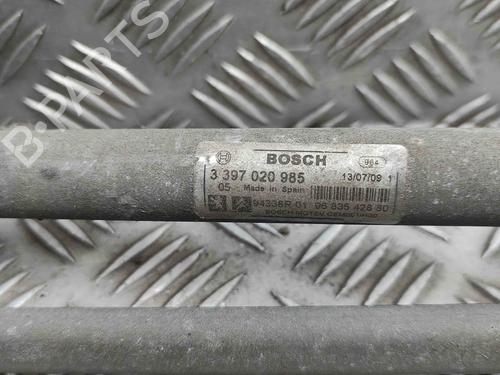 B-PARTS
BOSCH 964
3 397 020 985 13/07/09 1
05 Made in Spain
94338R 01 96 835 428 80